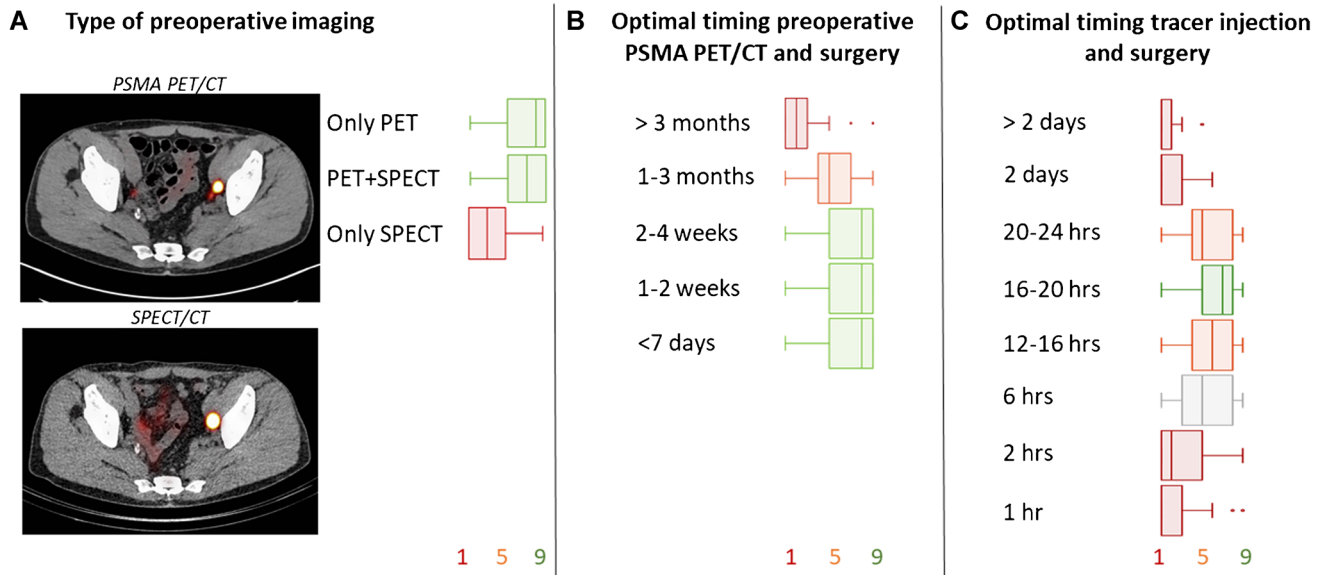 A Type of preoperative imaging
PSMA PET/CT
Only PET
PET+SPECT
Only SPECT
SPECT/CT
1 5 9
B Optimal timing preoperative
PSMA PET/CT and surgery
> 3 months
1-3 months
2-4 weeks
1-2 weeks
<7 days
1 5 9
C Optimal timing tracer injection
and surgery
> 2 days
2 days
20-24 hrs
16-20 hrs
12-16 hrs
6 hrs
2 hrs
1 hr
1 5 9